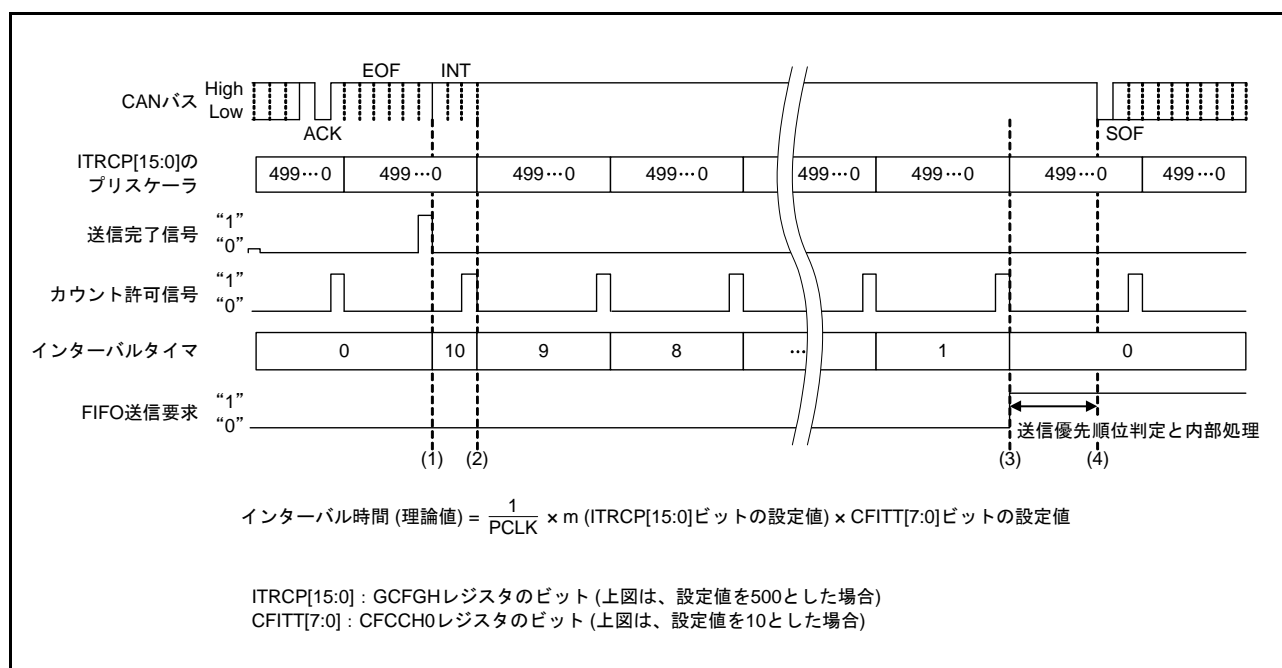 EOF INT
CANバス High
Low
ACK SOF
ITRCP[15:0]の
プリスケーラ
499…0 499…0 499…0 499…0 499…0 499…0 499…0 499…0
送信完了信号 “1”
“0”
カウント許可信号 “1”
“0”
インターバルタイマ 0 10 9 8 … 1 0
FIFO送信要求 “1”
“0”
送信優先順位判定と内部処理
(1) (2) (3) (4)
インターバル時間 (理論値) = 1/PCLK × m (ITRCP[15:0]ビットの設定値) × CFITT[7:0]ビットの設定値
ITRCP[15:0] : GCFGHレジスタのビット (上図は、設定値を500とした場合)
CFITT[7:0] : CFCCH0レジスタのビット (上図は、設定値を10とした場合)